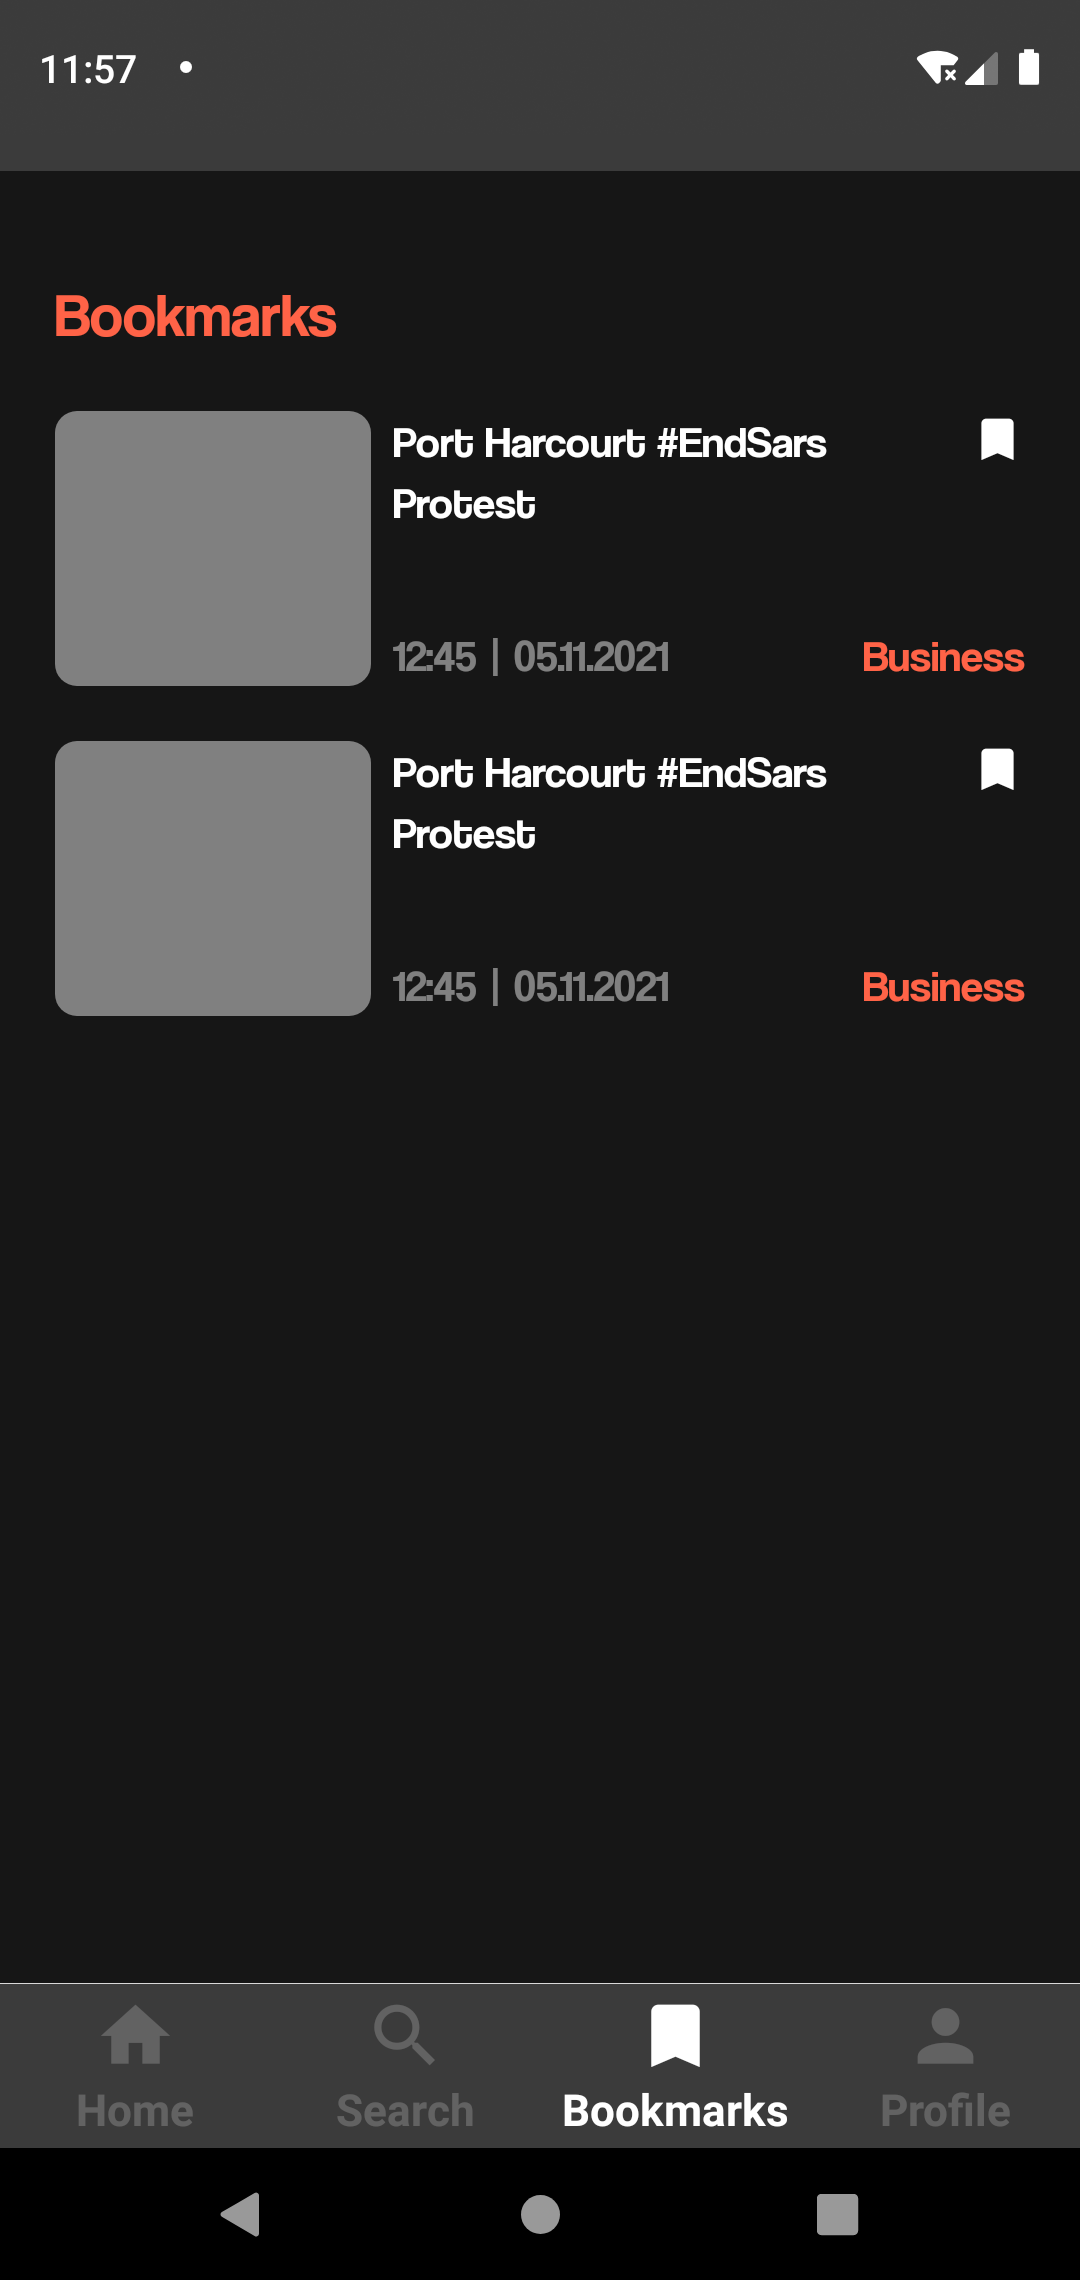 11:57
Bookmarks
Port Harcourt #EndSars
Protest
12:45 | 05.11.2021
Business
Port Harcourt #EndSars
Protest
12:45 | 05.11.2021
Business
Home
Search
Bookmarks
Profile